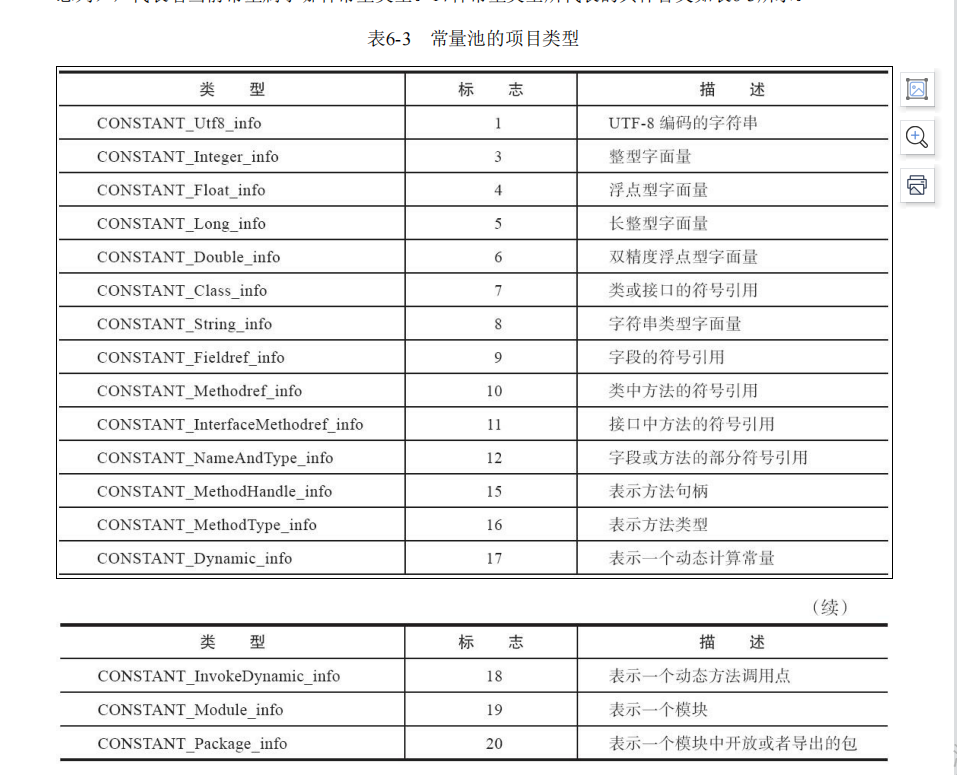 表6-3 常量池的项目类型
类 型 标 志 描 述
CONSTANT_Utf8_info 1 UTF-8 编码的字符串
CONSTANT_Integer_info 3 整型字面量
CONSTANT_Float_info 4 浮点型字面量
CONSTANT_Long_info 5 长整型字面量
CONSTANT_Double_info 6 双精度浮点型字面量
CONSTANT_Class_info 7 类或接口的符号引用
CONSTANT_String_info 8 字符串类型字面量
CONSTANT_Fieldref_info 9 字段的符号引用
CONSTANT_Methodref_info 10 类中方法的符号引用
CONSTANT_InterfaceMethodref_info 11 接口中方法的符号引用
CONSTANT_NameAndType_info 12 字段或方法的部分符号引用
CONSTANT_MethodHandle_info 15 表示方法句柄
CONSTANT_MethodType_info 16 表示方法类型
CONSTANT_Dynamic_info 17 表示一个动态计算常量
（续）
类 型 标 志 描 述
CONSTANT_InvokeDynamic_info 18 表示一个动态方法调用点
CONSTANT_Module_info 19 表示一个模块
CONSTANT_Package_info 20 表示一个模块中开放或者导出的包